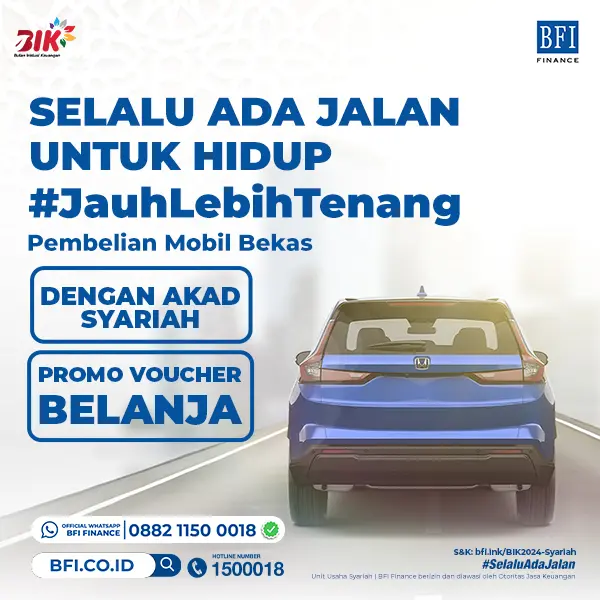 BIK
Bulan Inklusi Keuangan
BFI
FINANCE
SELALU ADA JALAN
UNTUK HIDUP
#JauhLebihTenang
Pembelian Mobil Bekas
DENGAN AKAD
SYARIAH
PROMO VOUCHER
BELANJA
OFFICIAL WHATSAPP
BFI FINANCE
0882 1150 0018
BFI.CO.ID
HOTLINE NUMBER
1500018
S&K: bfi.ink/BIK2024-Syariah
#SelaluAdaJalan
Unit Usaha Syariah | BFI Finance berizin dan diawasi oleh Otoritas Jasa Keuangan